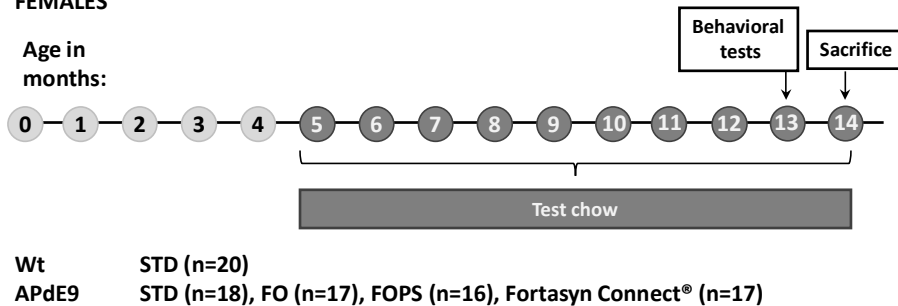 FEMALES
Age in
months:
Behavioral
tests
Sacrifice
0 1 2 3 4 5 6 7 8 9 10 11 12 13 14
Test chow
Wt STD (n=20)
APdE9 STD (n=18), FO (n=17), FOPS (n=16), Fortasyn Connect® (n=17)